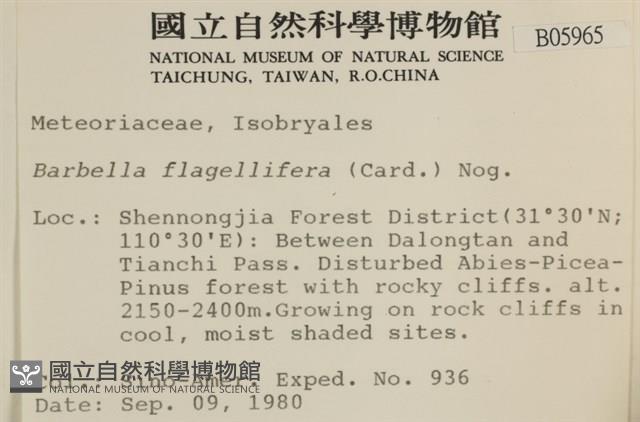 國立自然科學博物館
NATIONAL MUSEUM OF NATURAL SCIENCE
TAICHUNG, TAIWAN, R.O.CHINA
B05965
Meteoriaceae, Isobryales
Barbella flagellifera (Card.) Nog.
Loc.: Shennongjia Forest District(31°30'N;
110°30'E): Between Dalongtan and
Tianchi Pass. Disturbed Abies-Picea-
Pinus forest with rocky cliffs. alt.
2150-2400m.Growing on rock cliffs in
cool, moist shaded sites.
國立自然科學博物館
NATIONAL MUSEUM OF NATURAL SCIENCE
Col. Sino-Amer. Exped. No. 936
Date: Sep. 09, 1980